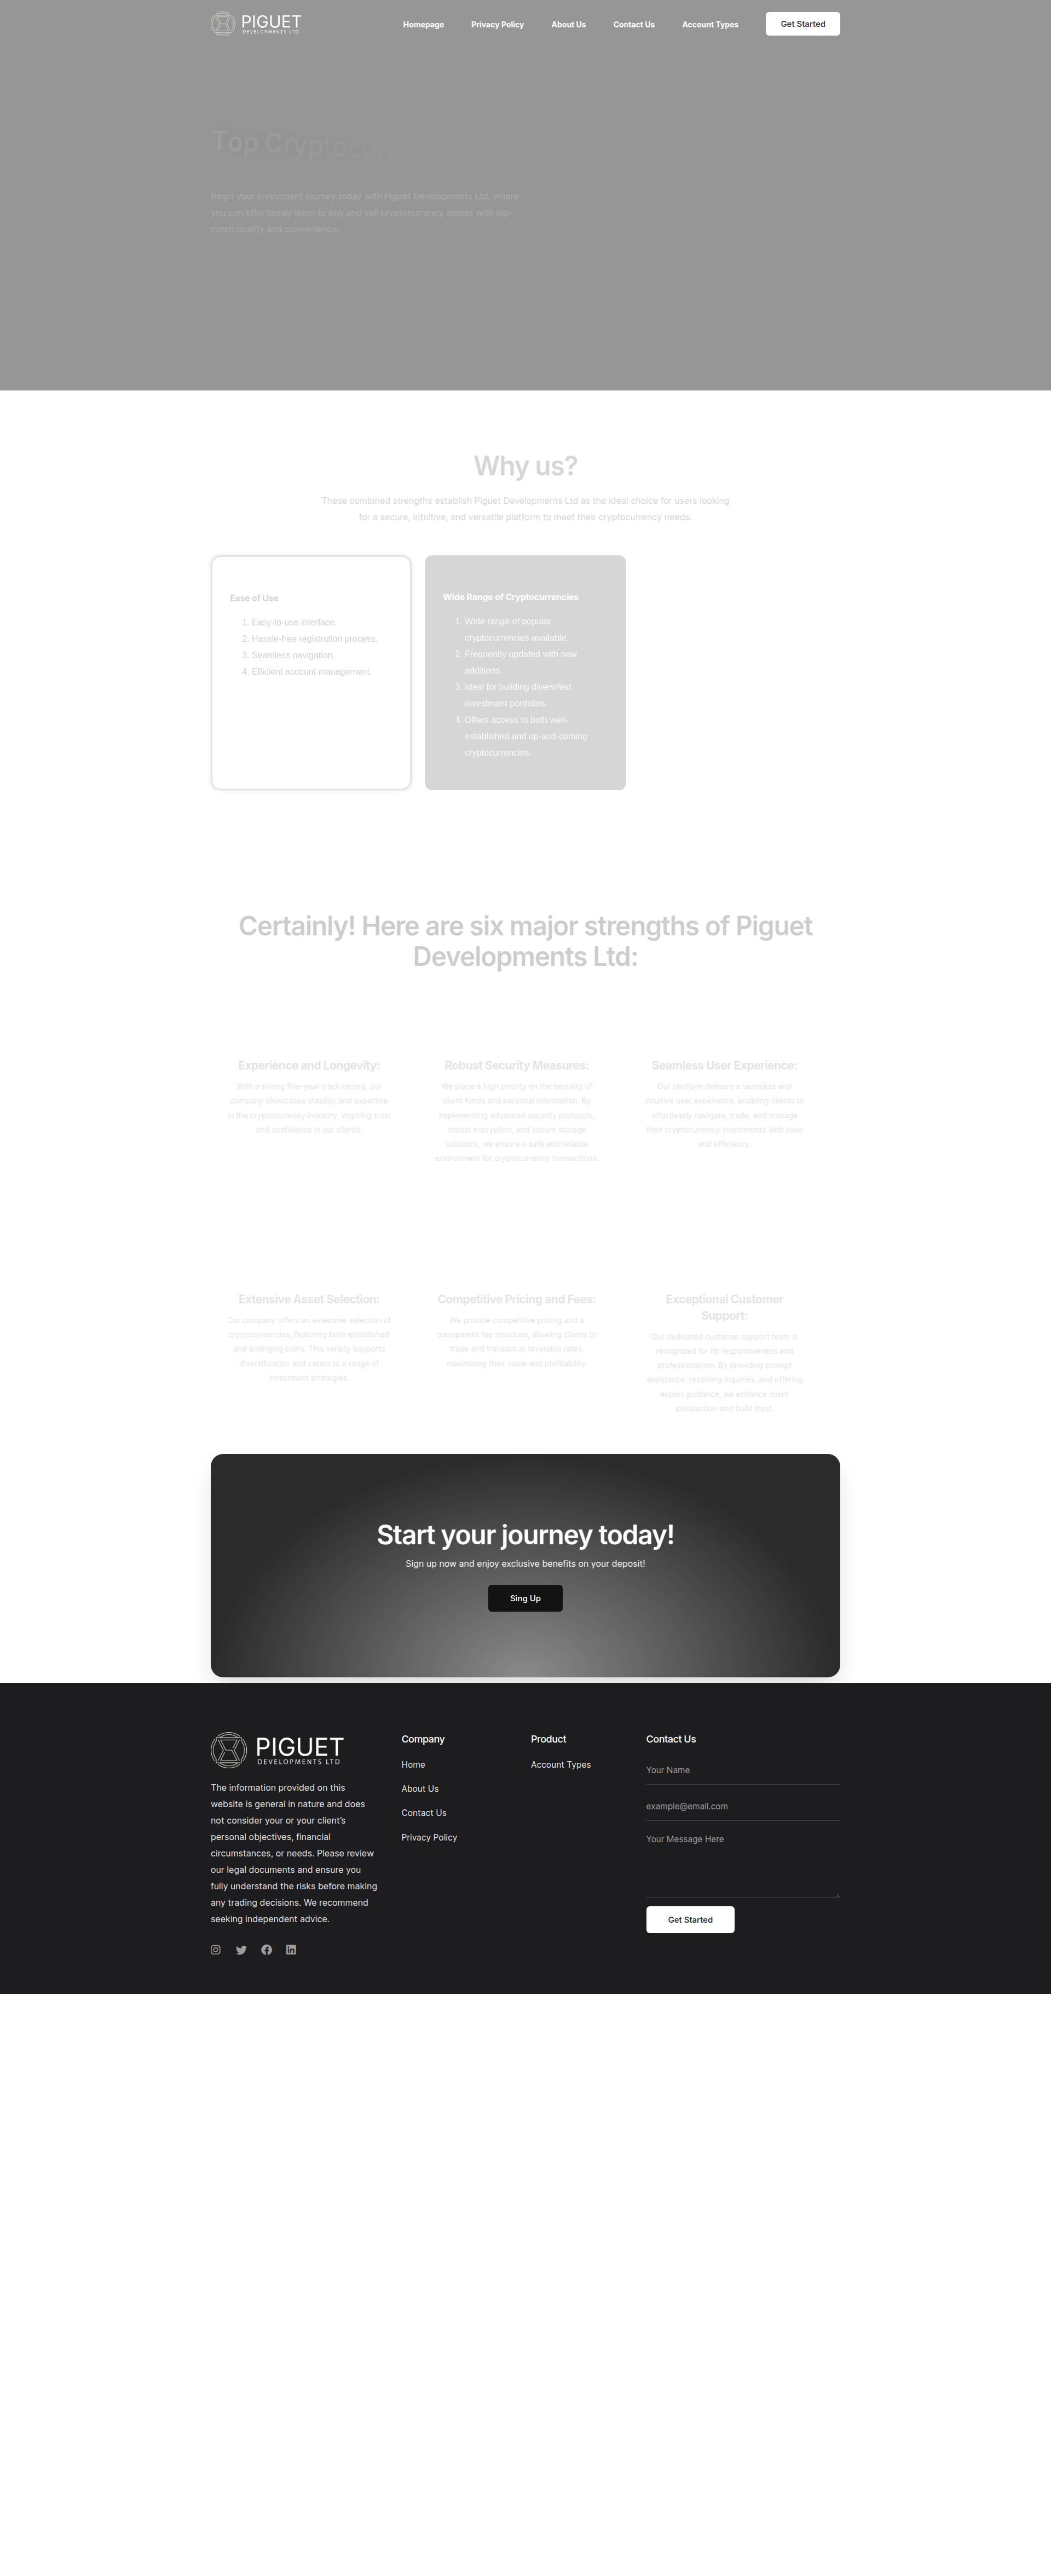 PIGUET
DEVELOPMENTS LTD
Homepage
Privacy Policy
About Us
Contact Us
Account Types
Get Started
Top Cryptocur
Begin your investment journey today with Piguet Developments Ltd, where
you can effortlessly learn to buy and sell cryptocurrency assets with top-
notch quality and convenience.
Why us?
These combined strengths establish Piguet Developments Ltd as the ideal choice for users looking
for a secure, intuitive, and versatile platform to meet their cryptocurrency needs.
Ease of Use
1. Easy-to-use interface.
2. Hassle-free registration process.
3. Seamless navigation.
4. Efficient account management.
Wide Range of Cryptocurrencies
1. Wide range of popular
cryptocurrencies available.
2. Frequently updated with new
additions.
3. Ideal for building diversified
investment portfolios.
4. Offers access to both well-
established and up-and-coming
cryptocurrencies.
Certainly! Here are six major strengths of Piguet
Developments Ltd:
Experience and Longevity:
With a strong five-year track record, our
company showcases stability and expertise
in the cryptocurrency industry, inspiring trust
and confidence in our clients.
Robust Security Measures:
We place a high priority on the security of
client funds and personal information. By
implementing advanced security protocols,
robust encryption, and secure storage
solutions, we ensure a safe and reliable
environment for cryptocurrency transactions.
Seamless User Experience:
Our platform delivers a seamless and
intuitive user experience, enabling clients to
effortlessly navigate, trade, and manage
their cryptocurrency investments with ease
and efficiency.
Extensive Asset Selection:
Our company offers an extensive selection of
cryptocurrencies, featuring both established
and emerging coins. This variety supports
diversification and caters to a range of
investment strategies.
Competitive Pricing and Fees:
We provide competitive pricing and a
transparent fee structure, allowing clients to
trade and transact at favorable rates,
maximizing their value and profitability.
Exceptional Customer
Support:
Our dedicated customer support team is
recognized for its responsiveness and
professionalism. By providing prompt
assistance, resolving inquiries, and offering
expert guidance, we enhance client
satisfaction and build trust.
Start your journey today!
Sign up now and enjoy exclusive benefits on your deposit!
Sing Up
PIGUET
DEVELOPMENTS LTD
The information provided on this
website is general in nature and does
not consider your or your client's
personal objectives, financial
circumstances, or needs. Please review
our legal documents and ensure you
fully understand the risks before making
any trading decisions. We recommend
seeking independent advice.
Company
Home
About Us
Contact Us
Privacy Policy
Product
Account Types
Contact Us
Your Name
example@email.com
Your Message Here
Get Started